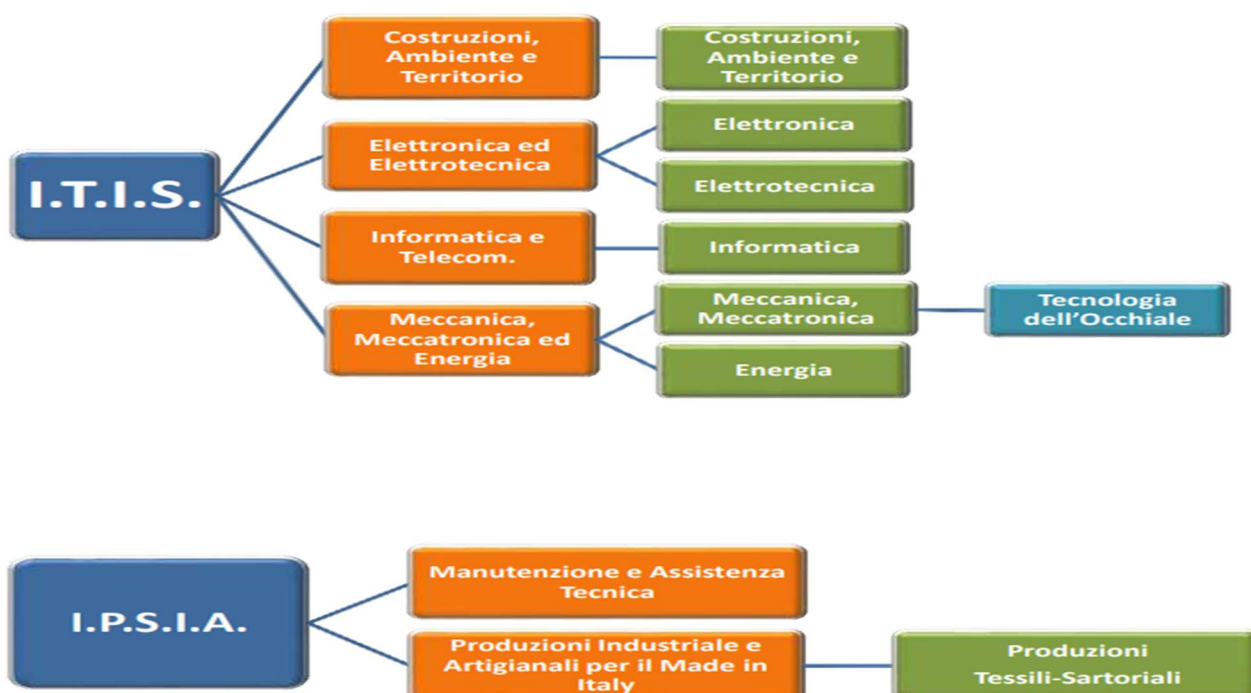 I.T.I.S.
Costruzioni,
Ambiente e
Territorio
Costruzioni,
Ambiente e
Territorio
Elettronica ed
Elettrotecnica
Elettronica
Elettrotecnica
Informatica e
Telecom.
Informatica
Meccanica,
Meccatronica ed
Energia
Meccanica,
Meccatronica
Tecnologia
dell'Occhiale
Energia
I.P.S.I.A.
Manutenzione e Assistenza
Tecnica
Produzioni Industriale e
Artigianali per il Made in
Italy
Produzioni
Tessili-Sartoriali